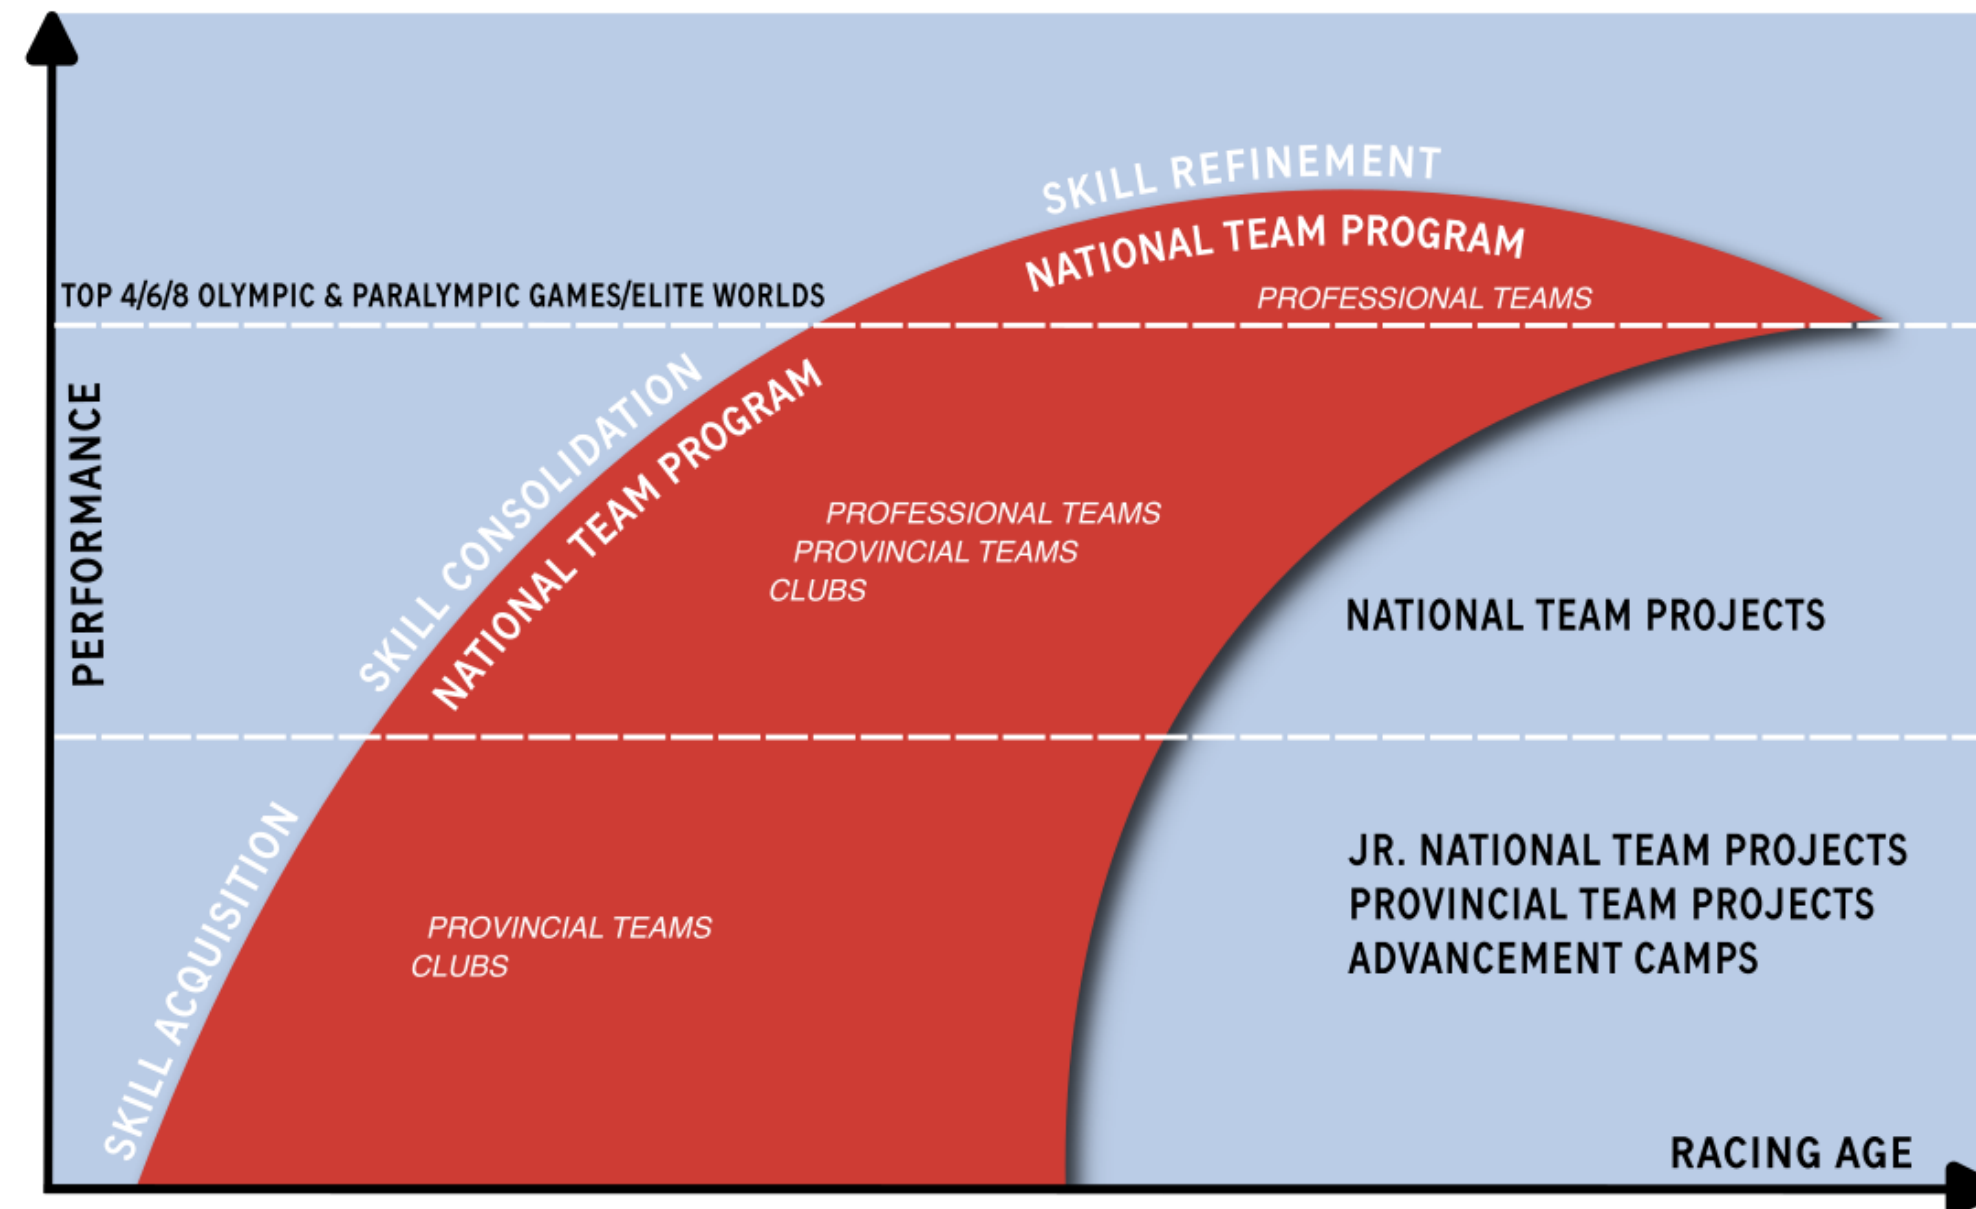 SKILL REFINEMENT
NATIONAL TEAM PROGRAM
PROFESSIONAL TEAMS
TOP 4/6/8 OLYMPIC & PARALYMPIC GAMES/ELITE WORLDS
PERFORMANCE
SKILL CONSOLIDATION
NATIONAL TEAM PROGRAM
PROFESSIONAL TEAMS
PROVINCIAL TEAMS
CLUBS
NATIONAL TEAM PROJECTS
SKILL ACQUISITION
PROVINCIAL TEAMS
CLUBS
JR. NATIONAL TEAM PROJECTS
PROVINCIAL TEAM PROJECTS
ADVANCEMENT CAMPS
RACING AGE